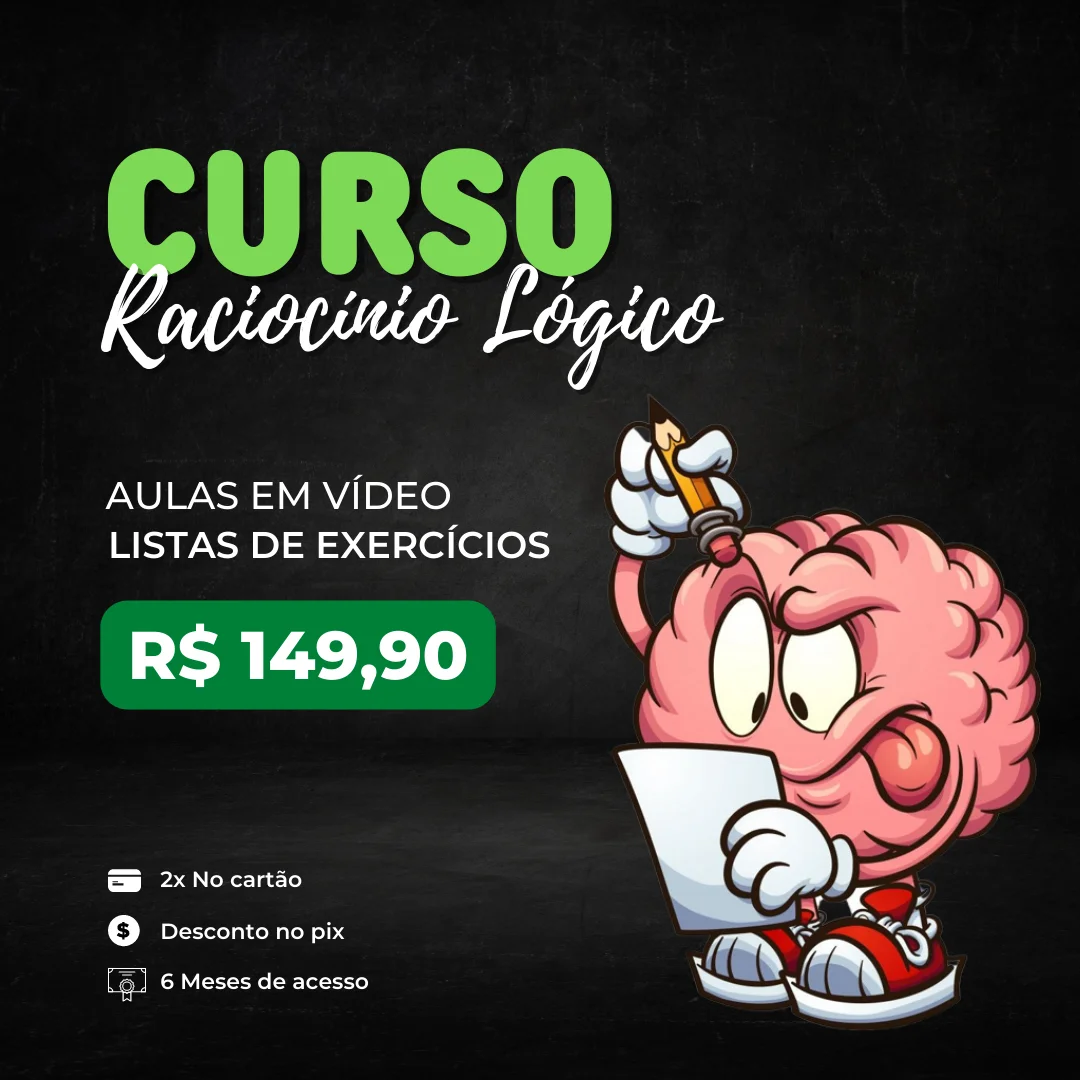 CURSO
Raciocínio Lógico
AULAS EM VÍDEO
LISTAS DE EXERCÍCIOS
R$ 149,90
2x No cartão
$ Desconto no pix
6 Meses de acesso